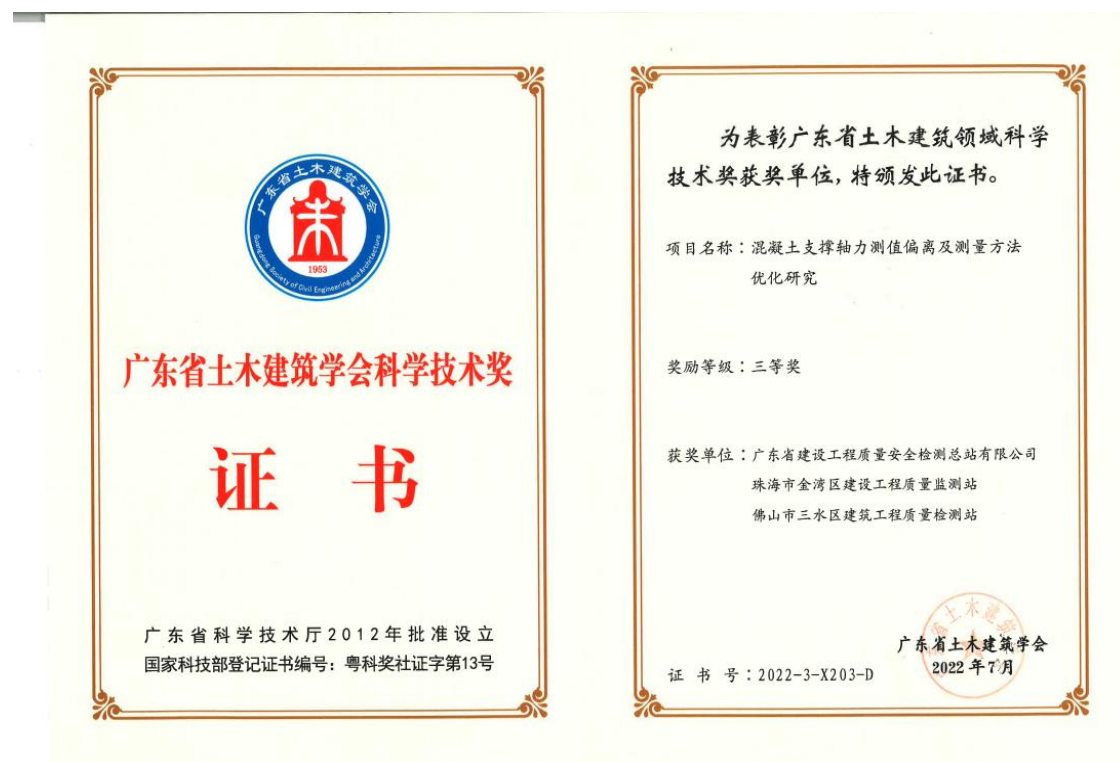 广东省土木建筑学会
1953
Guangdong Society of Civil Engineering and Architecture
广东省土木建筑学会科学技术奖
证 书
广东省科学技术厅2012年批准设立
国家科技部登记证书编号：粤科奖社证字第13号
为表彰广东省土木建筑领域科学
技术奖获奖单位，特颁发此证书。
项目名称：混凝土支撑轴力测值偏离及测量方法
优化研究
奖励等级：三等奖
获奖单位：广东省建设工程质量安全检测总站有限公司
珠海市金湾区建设工程质量监测站
佛山市三水区建筑工程质量检测站
广东省土木建筑学会
2022年7月
证 书 号：2022-3-X203-D